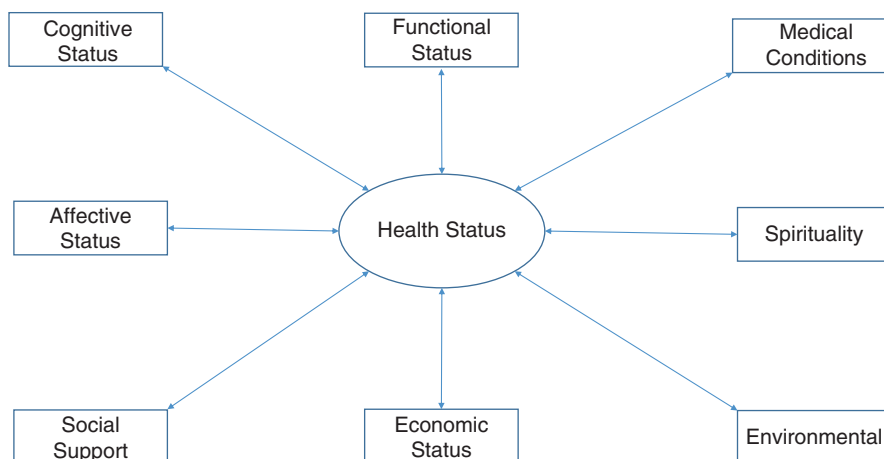 Cognitive
Status
Functional
Status
Medical
Conditions
Affective
Status
Health Status
Spirituality
Social
Support
Economic
Status
Environmental